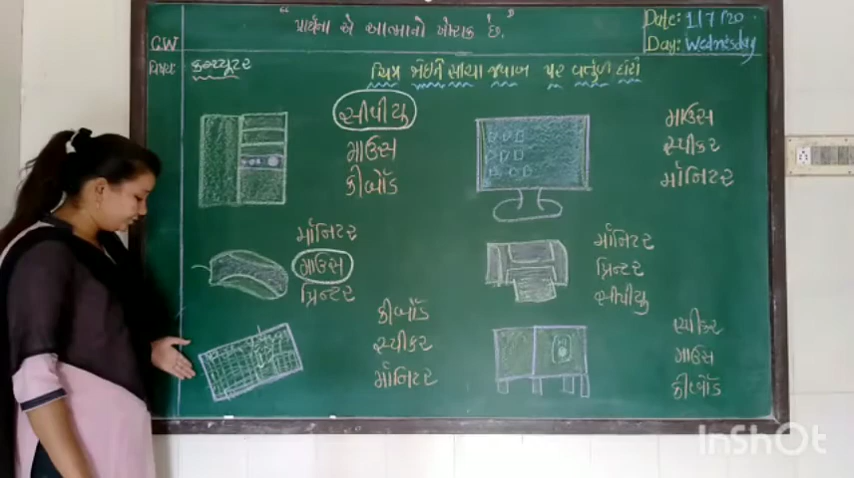 " પ્રાર્થના એ આત્માનો ખોરાક છે. "
Date: 1/7/20
Day: Wednesday
C.W
વિષય: કમ્પ્યૂટર
ચિત્ર જોઈને સાચા જવાબ પર વર્તુળ દોરો
સીપીયુ
માઉસ
કીબોર્ડ
માઉસ
સ્પીકર
મોનિટર
મોનિટર
માઉસ
પ્રિન્ટર
મોનિટર
પ્રિન્ટર
સીપીયુ
કીબોર્ડ
સ્પીકર
મોનિટર
સ્પીકર
માઉસ
કીબોર્ડ
InShOt